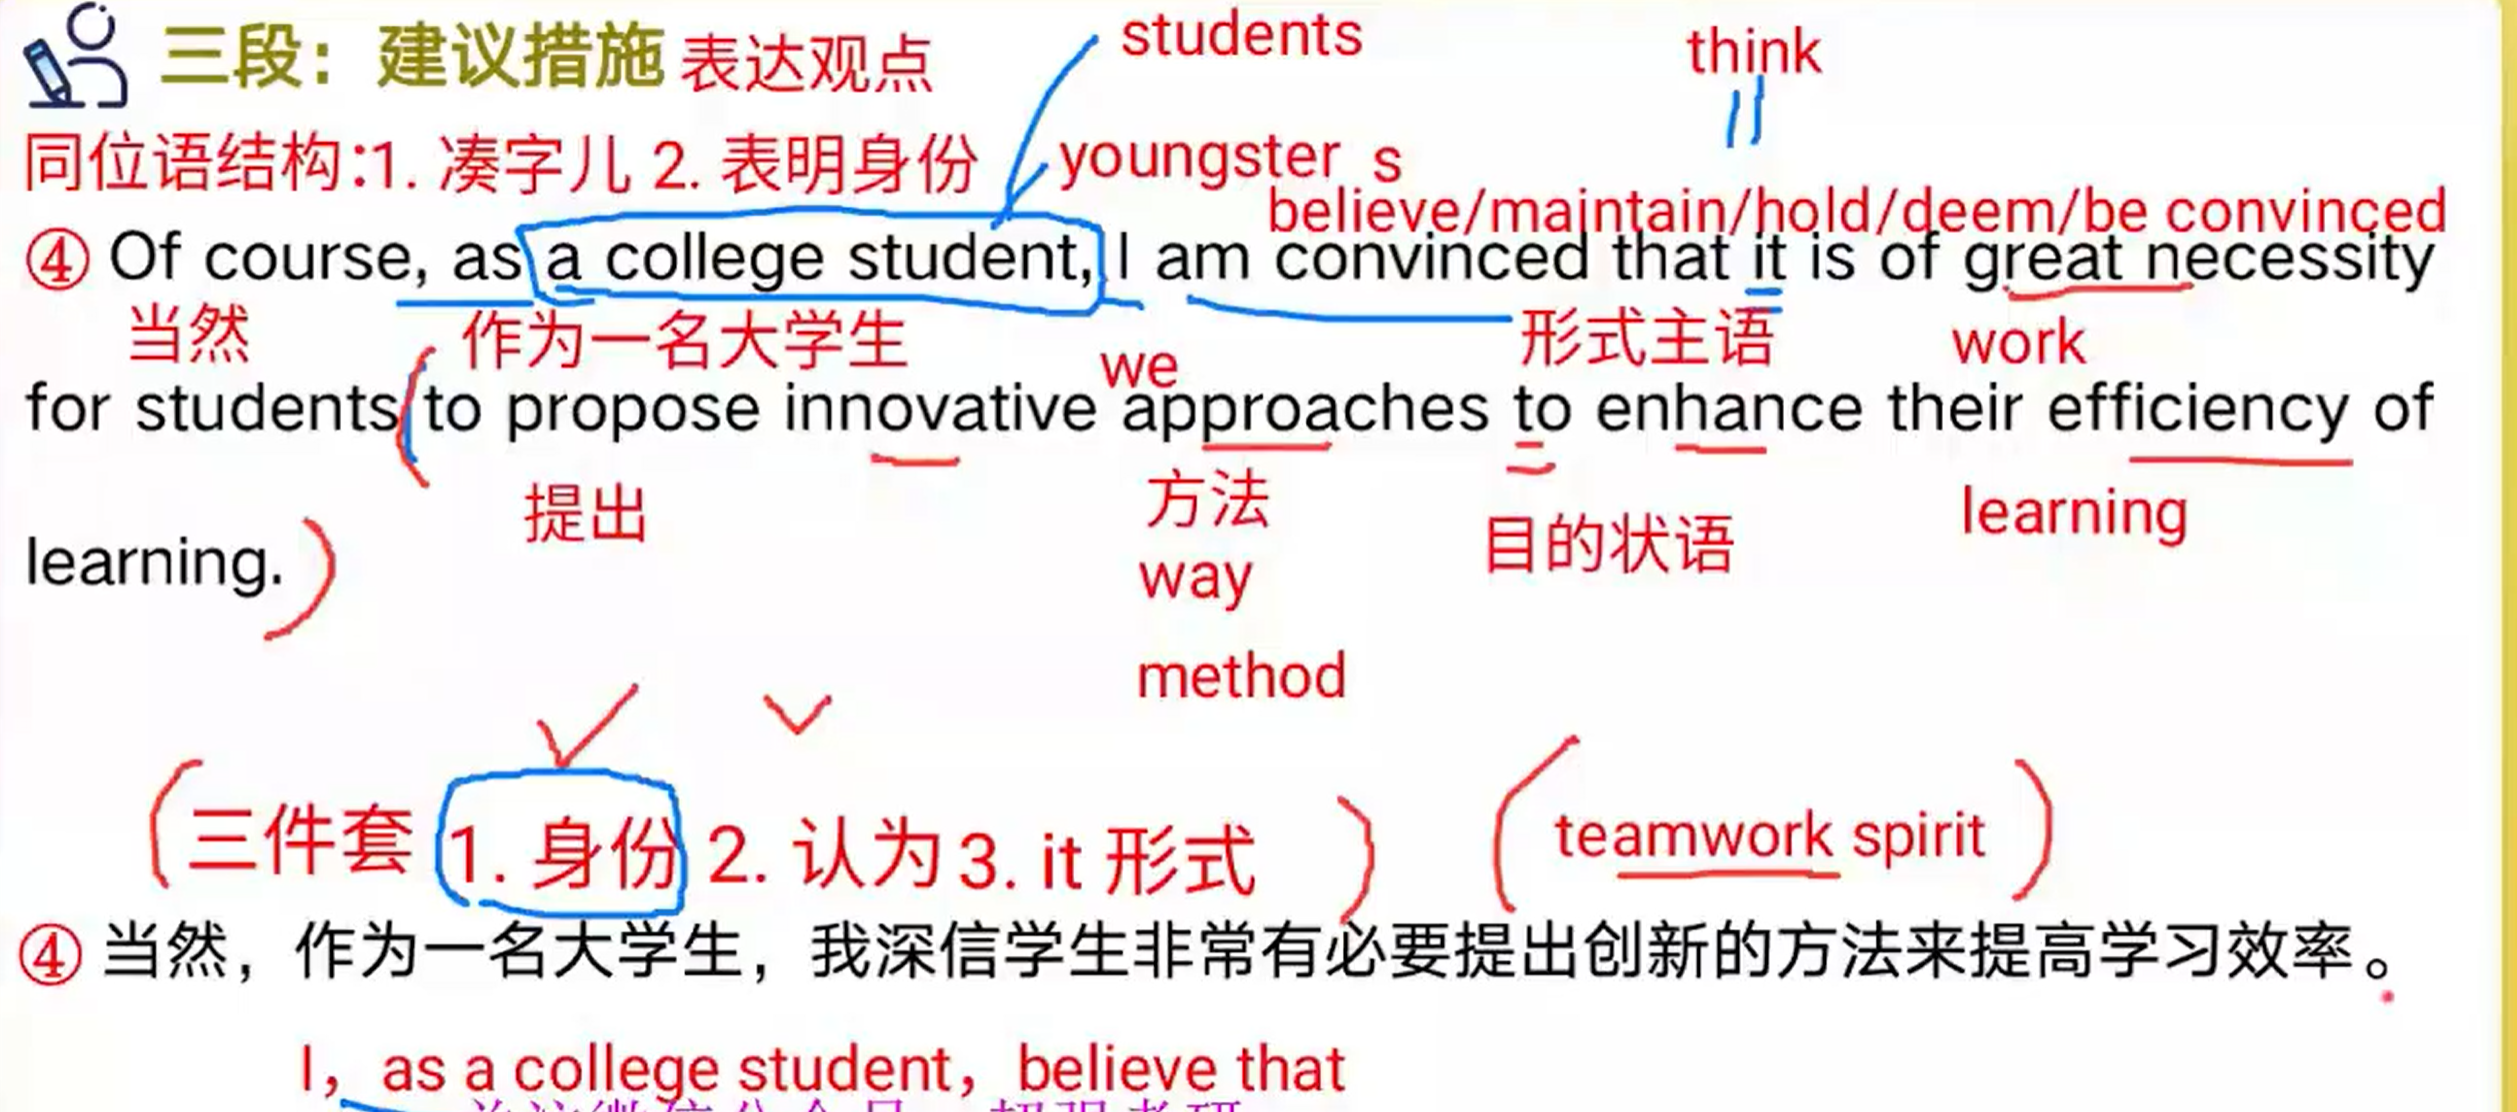 三段：建议措施 表达观点
students
think
同位语结构:1. 凑字儿 2. 表明身份
youngster s
believe/maintain/hold/deem/be convinced
④ Of course, as a college student, I am convinced that it is of great necessity
当然
作为一名大学生
形式主语
work
we
for students to propose innovative approaches to enhance their efficiency of
提出
方法
目的状语
learning
learning.
way
method
三件套 1. 身份 2. 认为 3. it 形式
teamwork spirit
④ 当然，作为一名大学生，我深信学生非常有必要提出创新的方法来提高学习效率。
I，as a college student，believe that